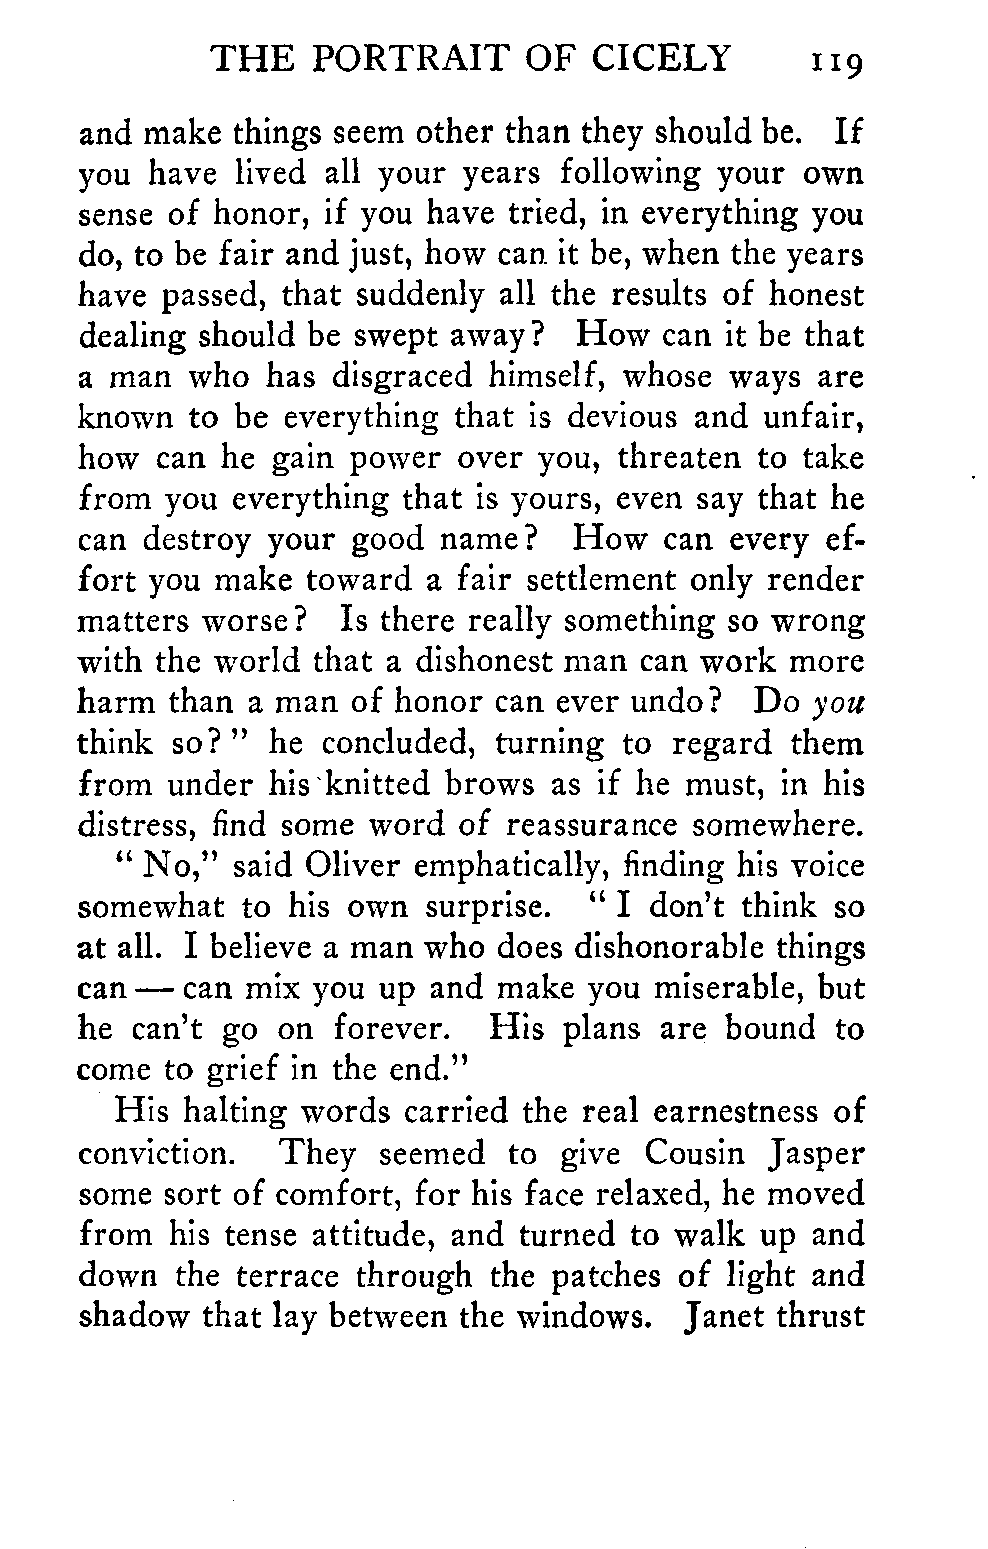 THE PORTRAIT OF CICELY 119
and make things seem other than they should be. If
you have lived all your years following your own
sense of honor, if you have tried, in everything you
do, to be fair and just, how can it be, when the years
have passed, that suddenly all the results of honest
dealing should be swept away? How can it be that
a man who has disgraced himself, whose ways are
known to be everything that is devious and unfair,
how can he gain power over you, threaten to take
from you everything that is yours, even say that he
can destroy your good name? How can every ef-
fort you make toward a fair settlement only render
matters worse? Is there really something so wrong
with the world that a dishonest man can work more
harm than a man of honor can ever undo? Do you
think so?" he concluded, turning to regard them
from under his knitted brows as if he must, in his
distress, find some word of reassurance somewhere.
"No," said Oliver emphatically, finding his voice
somewhat to his own surprise. "I don't think so
at all. I believe a man who does dishonorable things
can — can mix you up and make you miserable, but
he can't go on forever. His plans are bound to
come to grief in the end."
His halting words carried the real earnestness of
conviction. They seemed to give Cousin Jasper
some sort of comfort, for his face relaxed, he moved
from his tense attitude, and turned to walk up and
down the terrace through the patches of light and
shadow that lay between the windows. Janet thrust